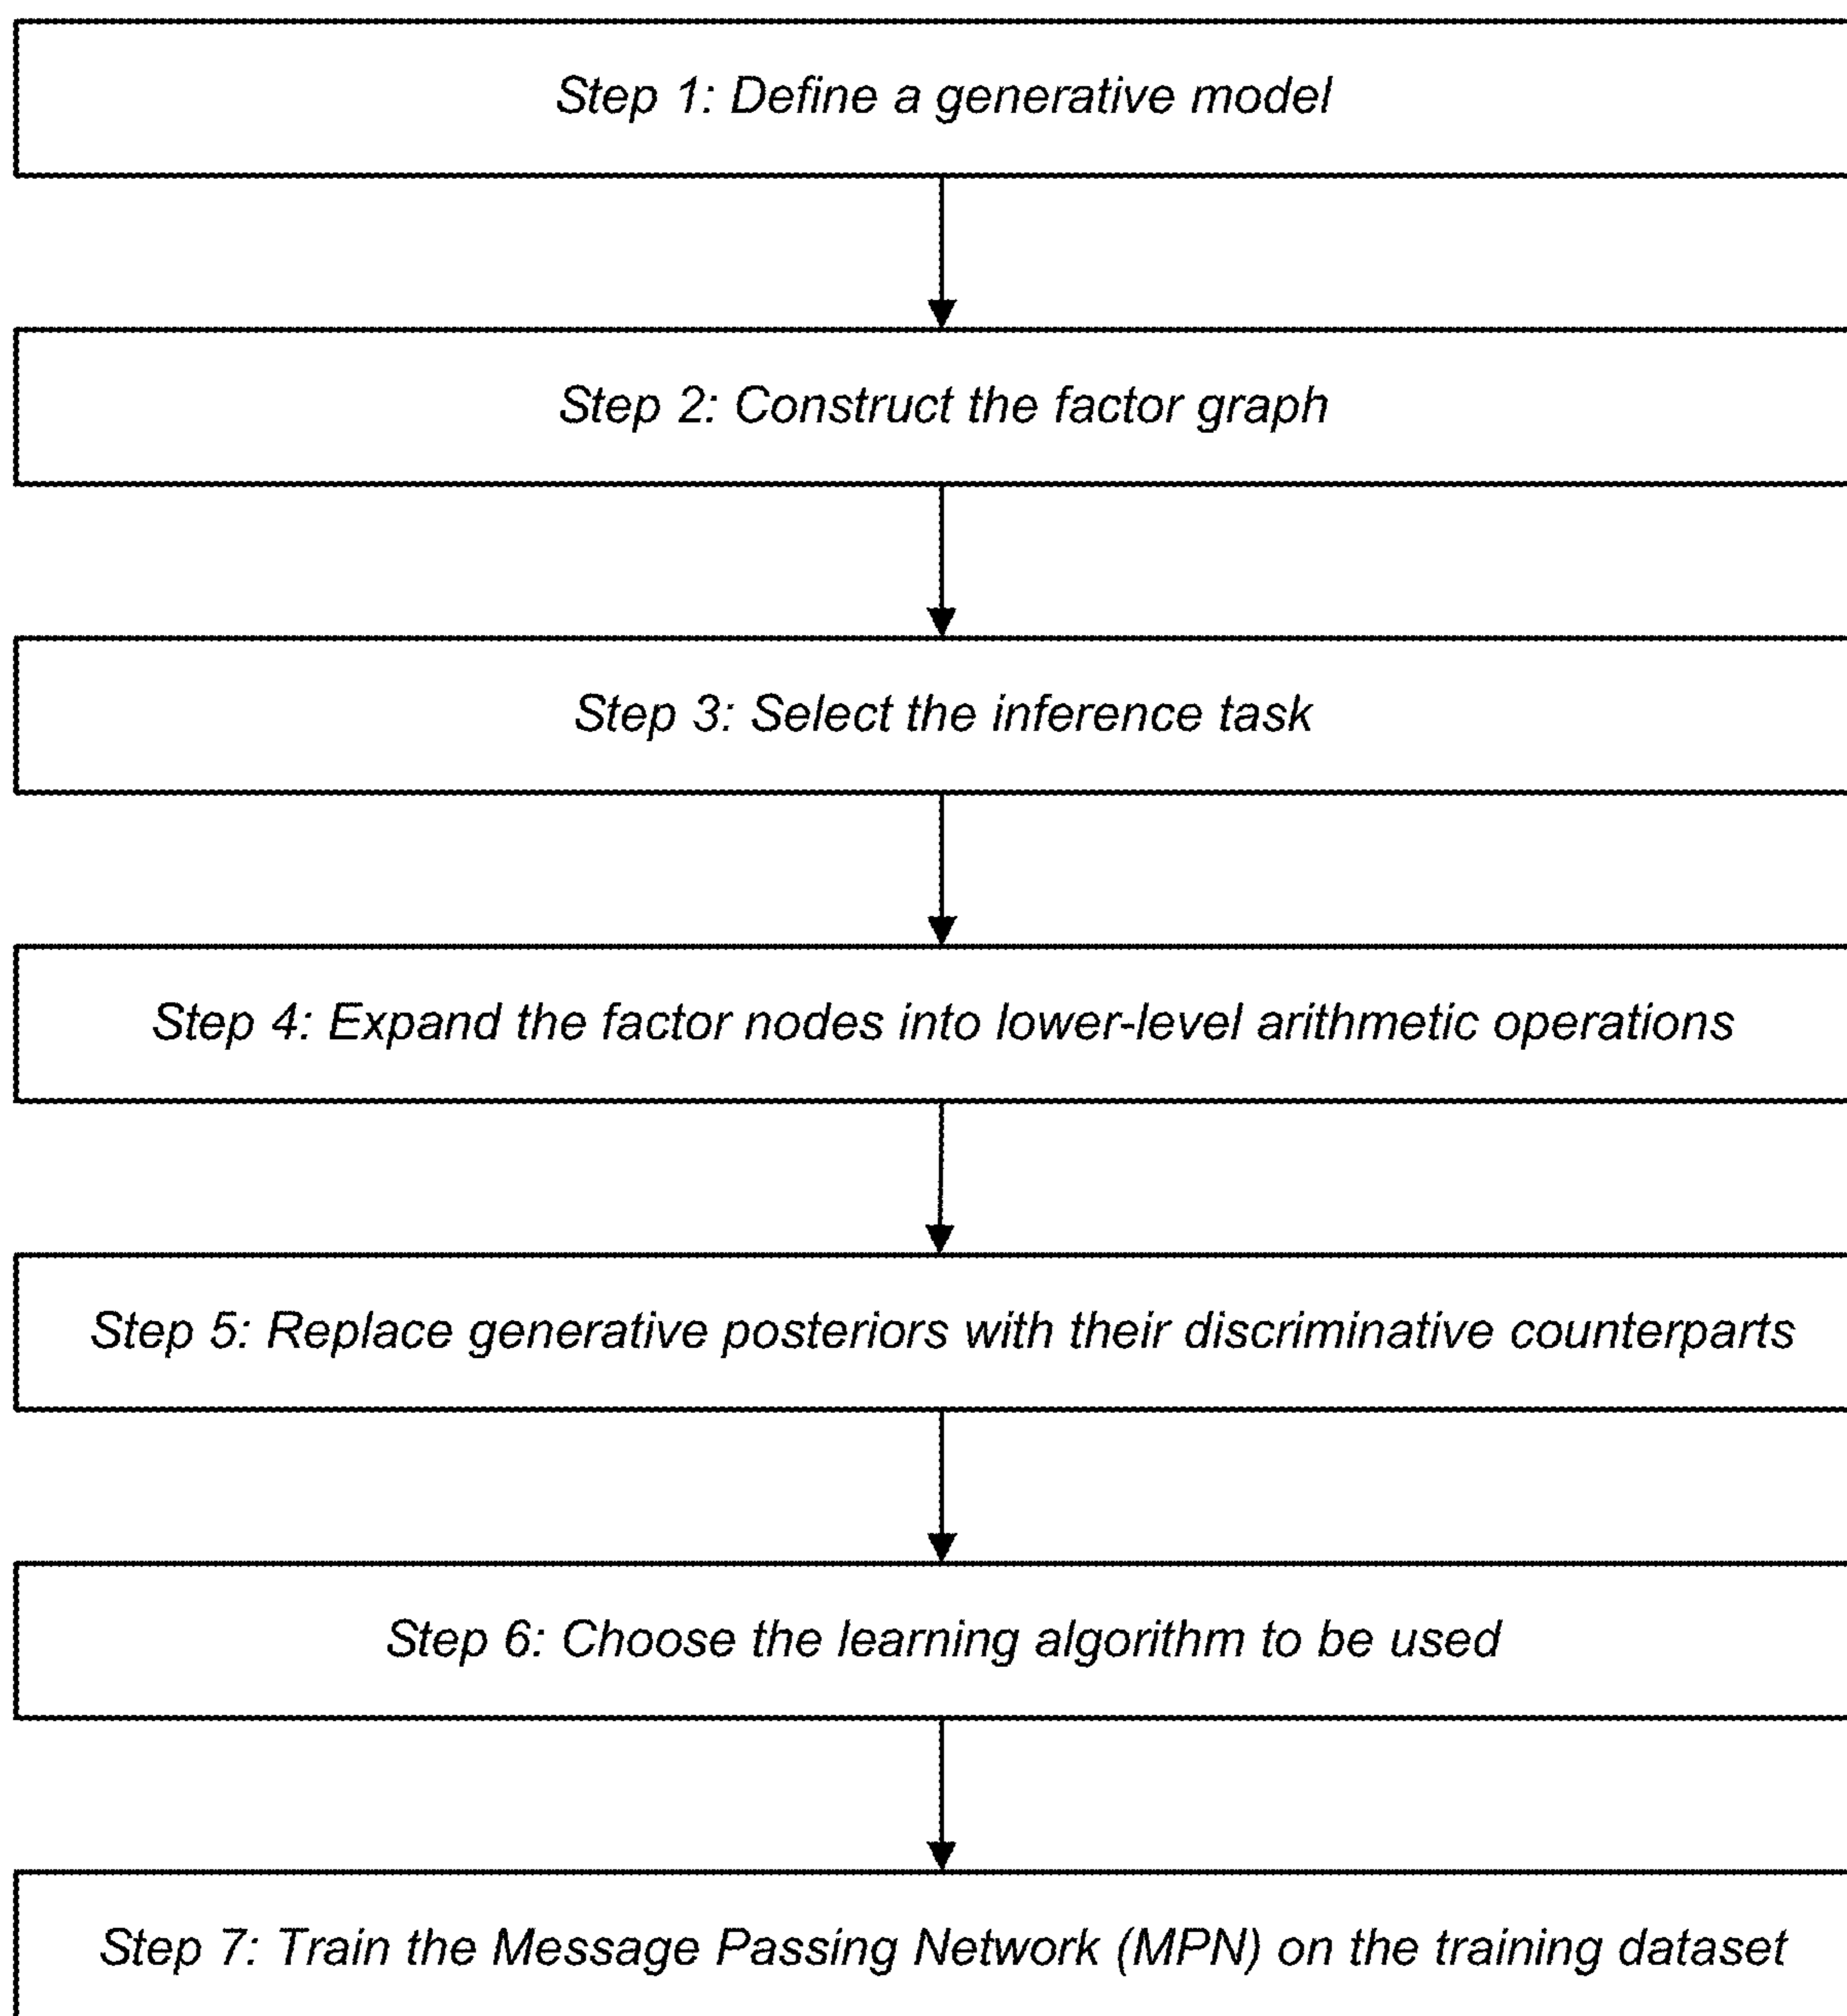 Step 1: Define a generative model
Step 2: Construct the factor graph
Step 3: Select the inference task
Step 4: Expand the factor nodes into lower-level arithmetic operations
Step 5: Replace generative posteriors with their discriminative counterparts
Step 6: Choose the learning algorithm to be used
Step 7: Train the Message Passing Network (MPN) on the training dataset